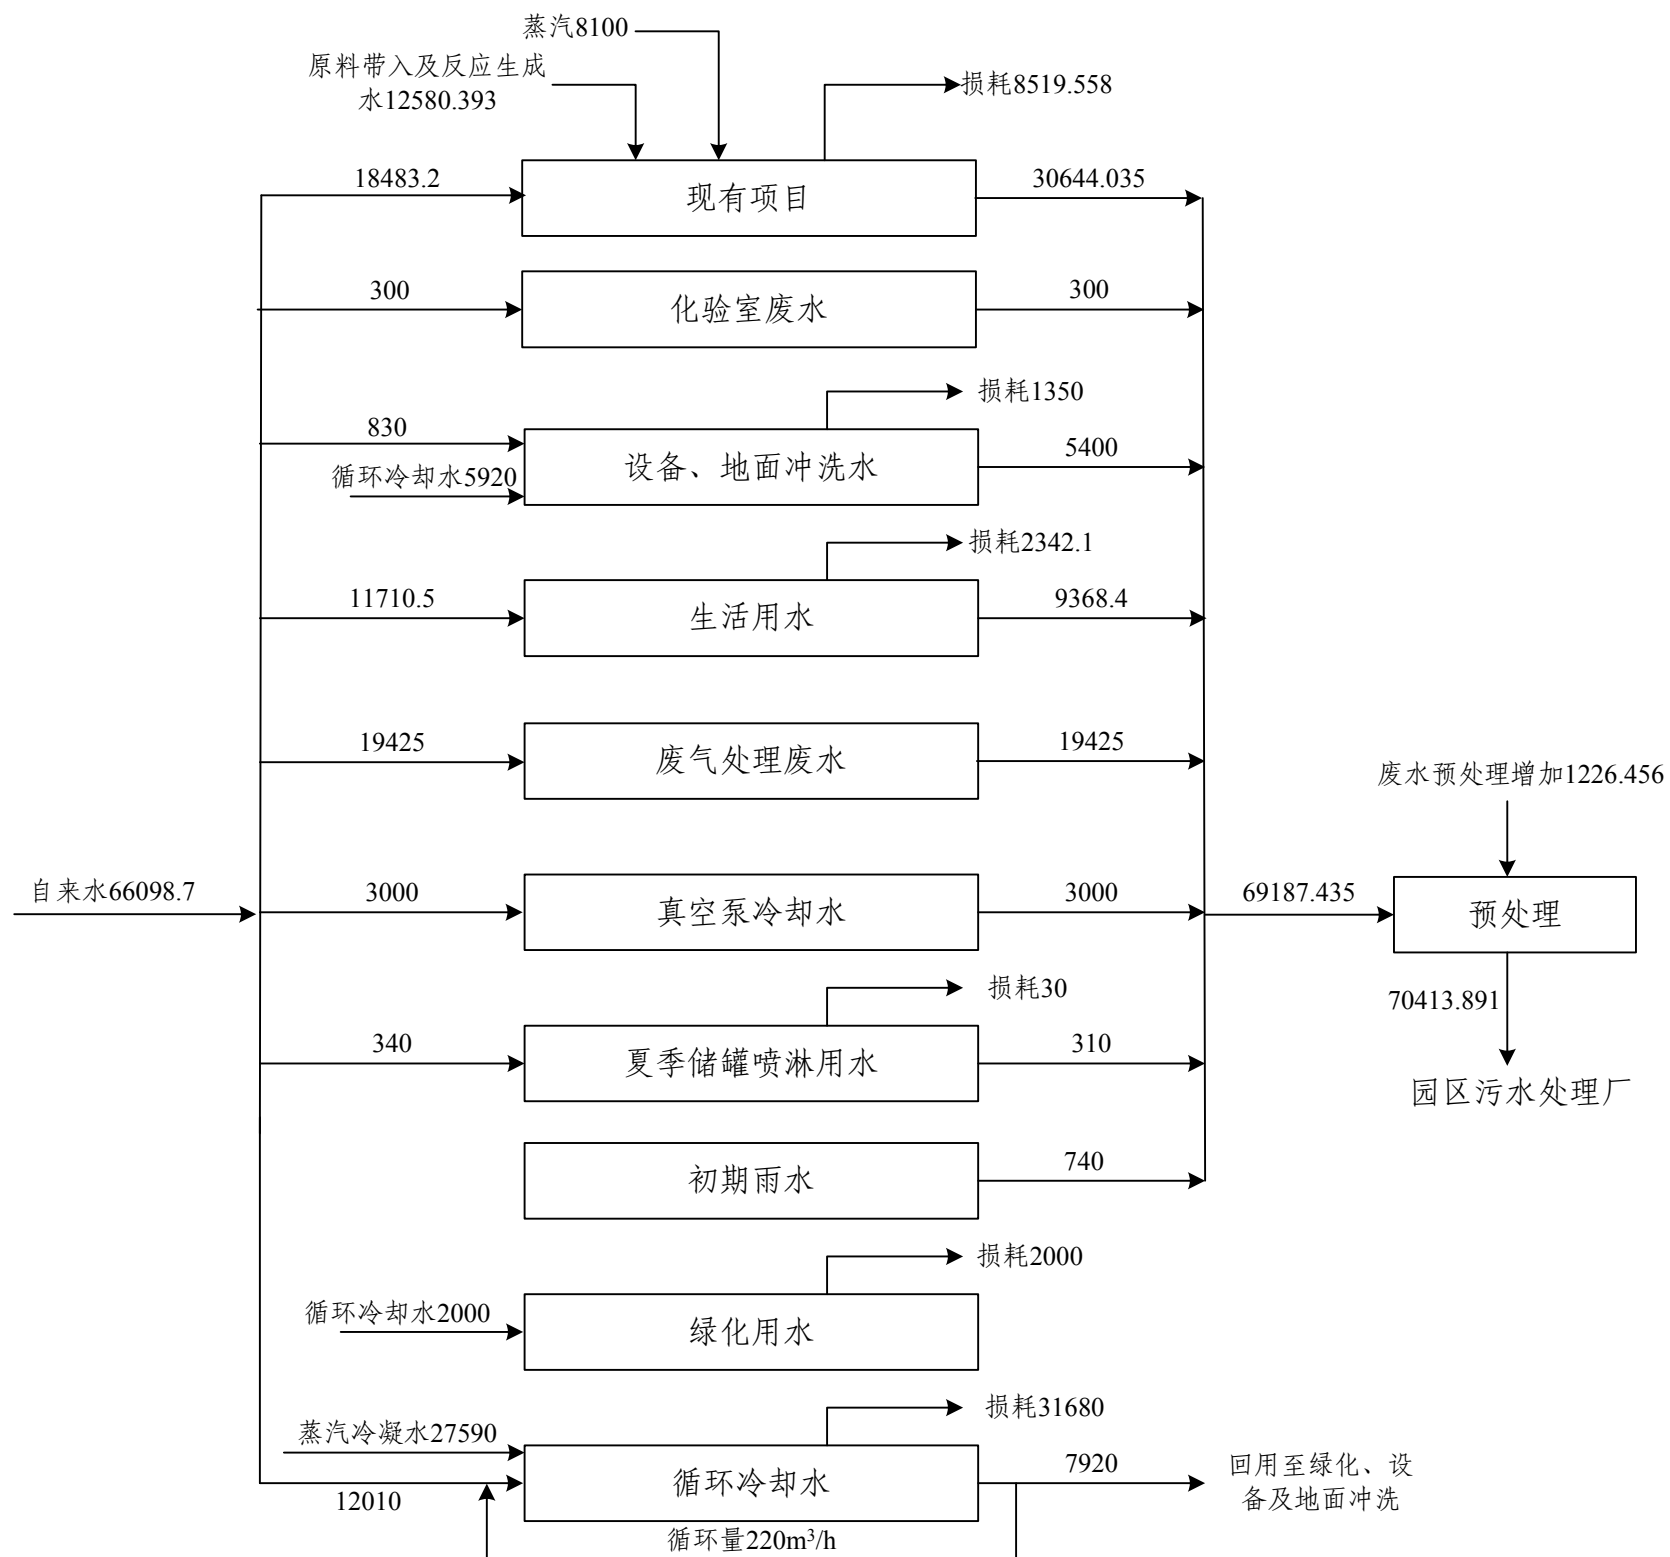 蒸汽8100
原料带入及反应生成
水12580.393
损耗8519.558
18483.2
现有项目
30644.035
300
化验室废水
300
损耗1350
830
循环冷却水5920
设备、地面冲洗水
5400
损耗2342.1
11710.5
生活用水
9368.4
19425
废气处理废水
19425
废水预处理增加1226.456
自来水66098.7
3000
真空泵冷却水
3000
69187.435
预处理
损耗30
70413.891
340
夏季储罐喷淋用水
310
园区污水处理厂
初期雨水
740
损耗2000
循环冷却水2000
绿化用水
损耗31680
蒸汽冷凝水27590
12010
循环冷却水
7920
回用至绿化、设
备及地面冲洗
循环量220m³/h